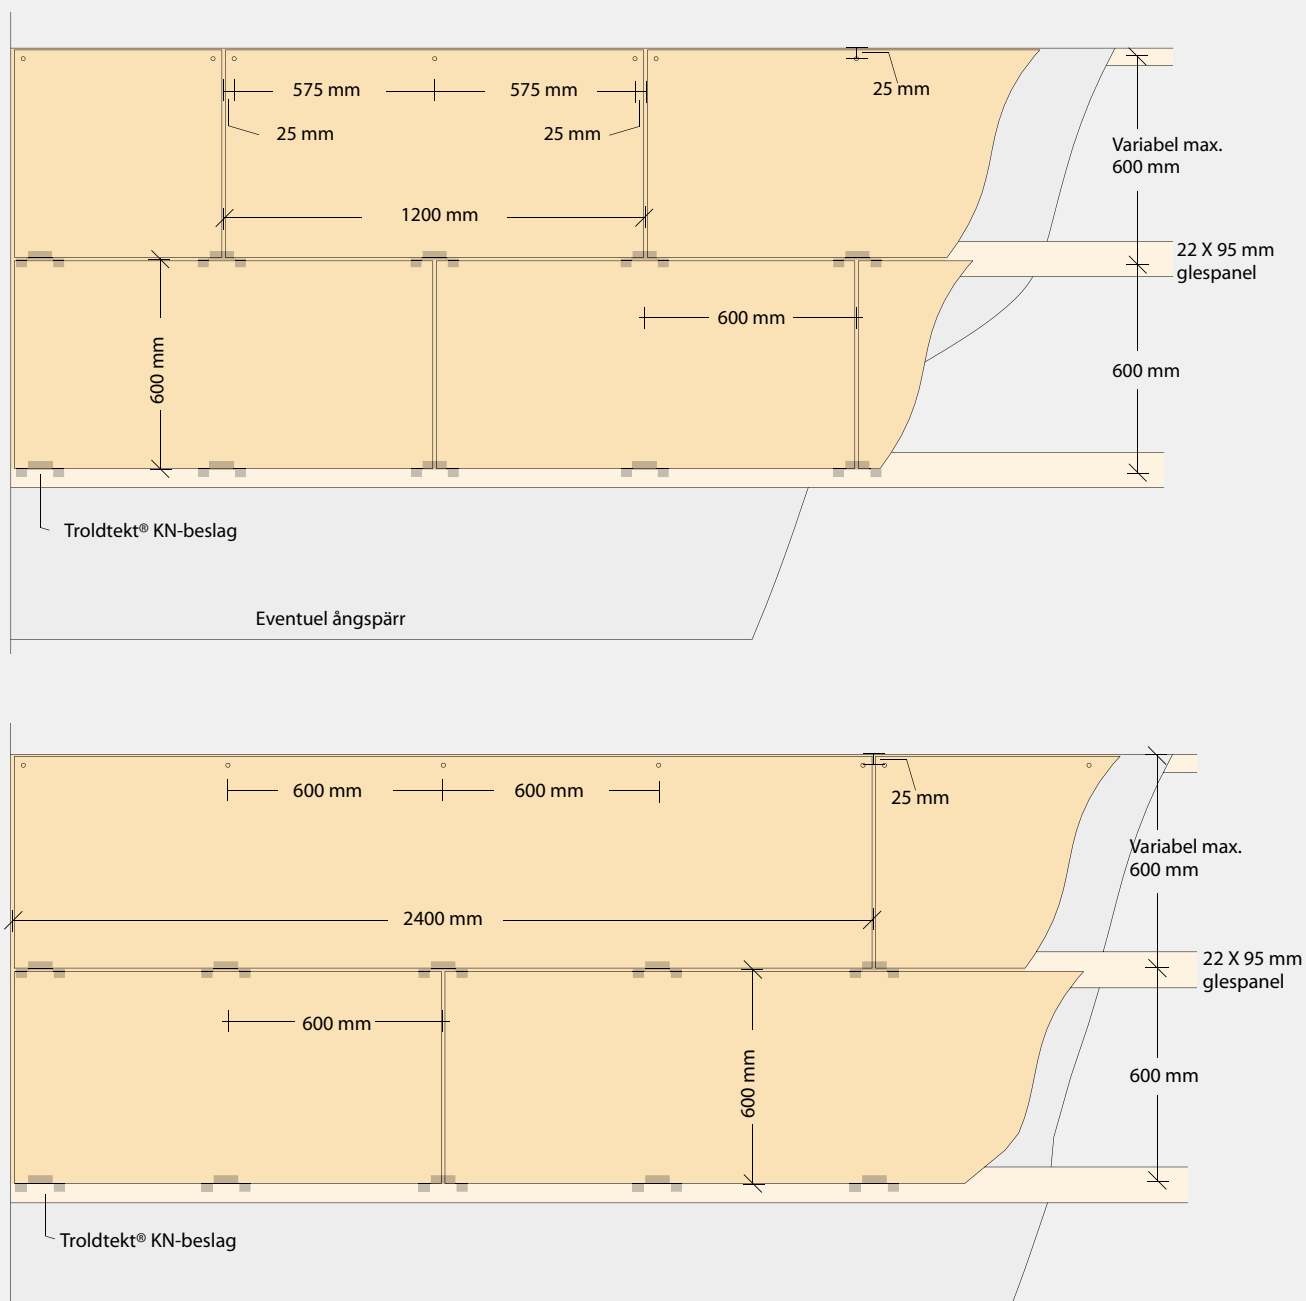 575 mm
575 mm
25 mm
25 mm
25 mm
Variabel max.
600 mm
1200 mm
22 X 95 mm
glespanel
600 mm
600 mm
600 mm
Troldtekt® KN-beslag
Eventuel ångspärr
600 mm
600 mm
25 mm
Variabel max.
600 mm
2400 mm
22 X 95 mm
glespanel
600 mm
600 mm
600 mm
Troldtekt® KN-beslag